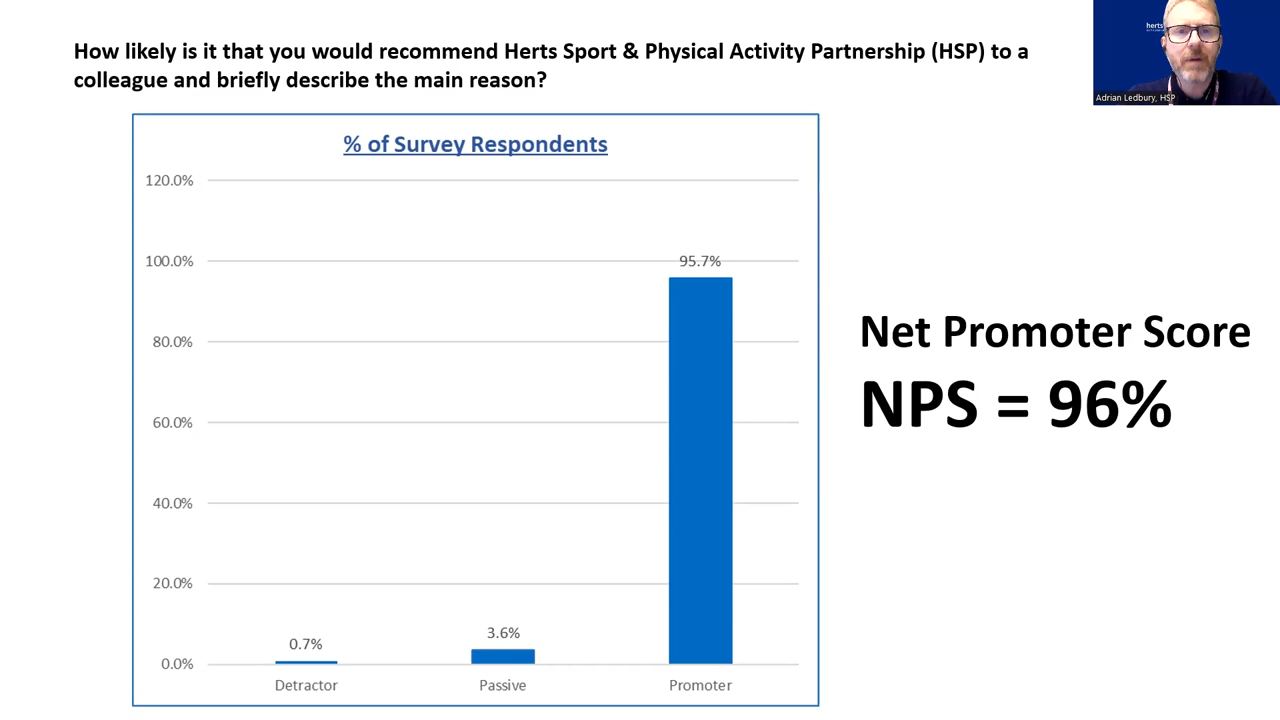 How likely is it that you would recommend Herts Sport & Physical Activity Partnership (HSP) to a
colleague and briefly describe the main reason?
herts
Adrian Ledbury, HSP
% of Survey Respondents
120.0%
100.0%
80.0%
60.0%
40.0%
20.0%
0.0%
0.7%
3.6%
95.7%
Detractor
Passive
Promoter
Net Promoter Score
NPS = 96%